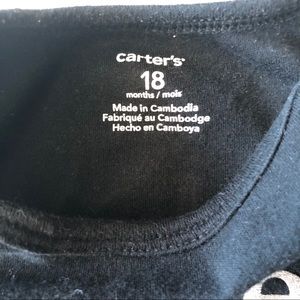 carter's
18
months / mois
Made in Cambodia
Fabriqué au Cambodge
Hecho en Camboya